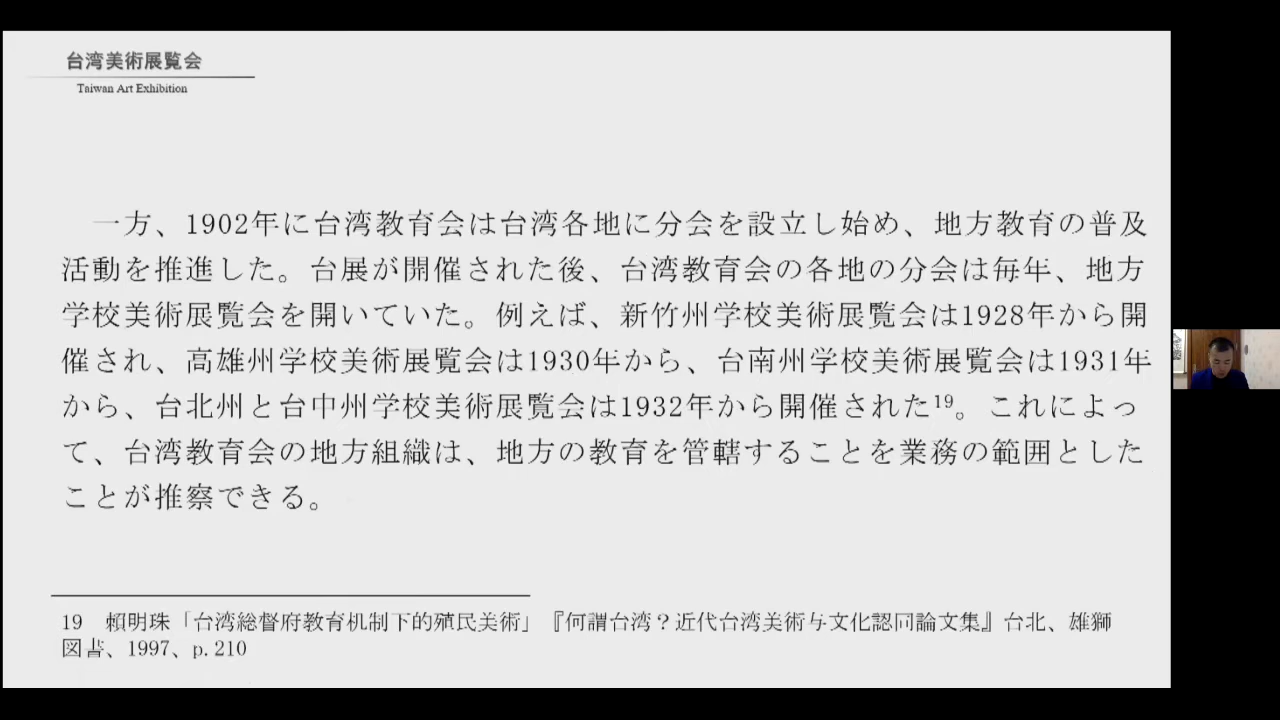 台湾美術展覧会
Taiwan Art Exhibition
一方、1902年に台湾教育会は台湾各地に分会を設立し始め、地方教育の普及
活動を推進した。台展が開催された後、台湾教育会の各地の分会は毎年、地方
学校美術展覧会を開いていた。例えば、新竹州学校美術展覧会は1928年から開
催され、高雄州学校美術展覧会は1930年から、台南州学校美術展覧会は1931年
から、台北州と台中州学校美術展覧会は1932年から開催された19。これによっ
て、台湾教育会の地方組織は、地方の教育を管轄することを業務の範囲とした
ことが推察できる。
19　頼明珠「台湾総督府教育机制下的殖民美術」『何謂台湾？近代台湾美術与文化認同論文集』台北、雄獅
図書、1997、p.210